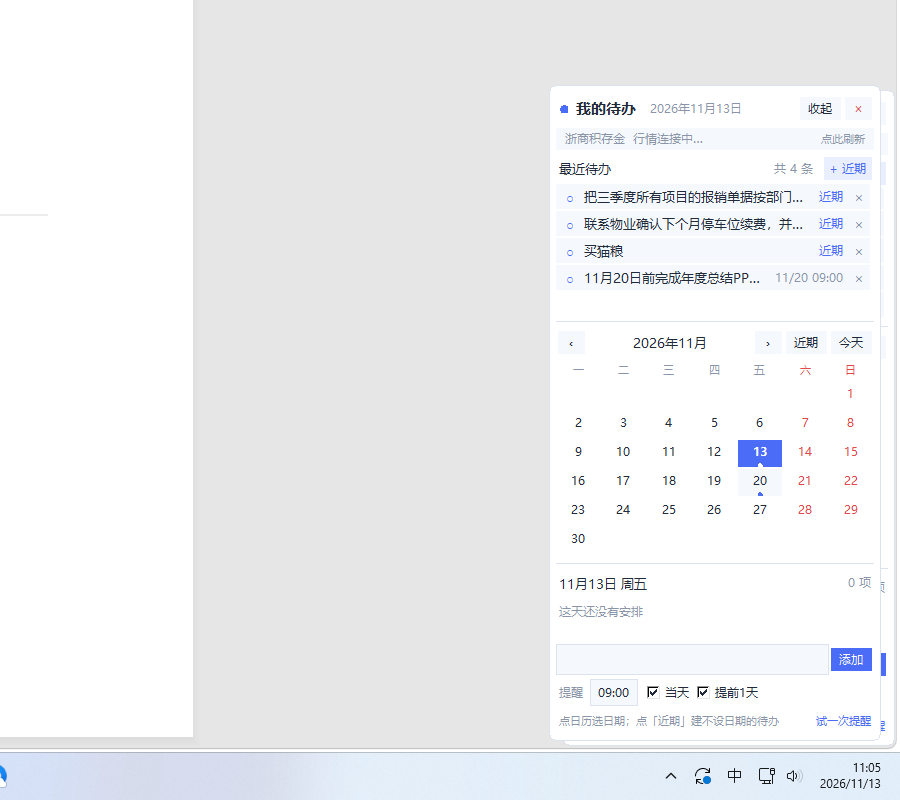 我的待办 2026年11月13日 收起 ×
浙商积存金 行情连接中... 点此刷新
最近待办 共 4 条 + 近期
把三季度所有项目的报销单据按部门... 近期 ×
联系物业确认下个月停车位续费，并... 近期 ×
买猫粮 近期 ×
11月20日前完成年度总结PP... 11/20 09:00 ×
‹ 2026年11月 › 近期 今天
一 二 三 四 五 六 日
1
2 3 4 5 6 7 8
9 10 11 12 13 14 15
16 17 18 19 20 21 22
23 24 25 26 27 28 29
30
11月13日 周五 0 项
这天还没有安排
添加
提醒 09:00 当天 提前1天
点日历选日期；点「近期」建不设日期的待办 试一次提醒
中 11:05
2026/11/13